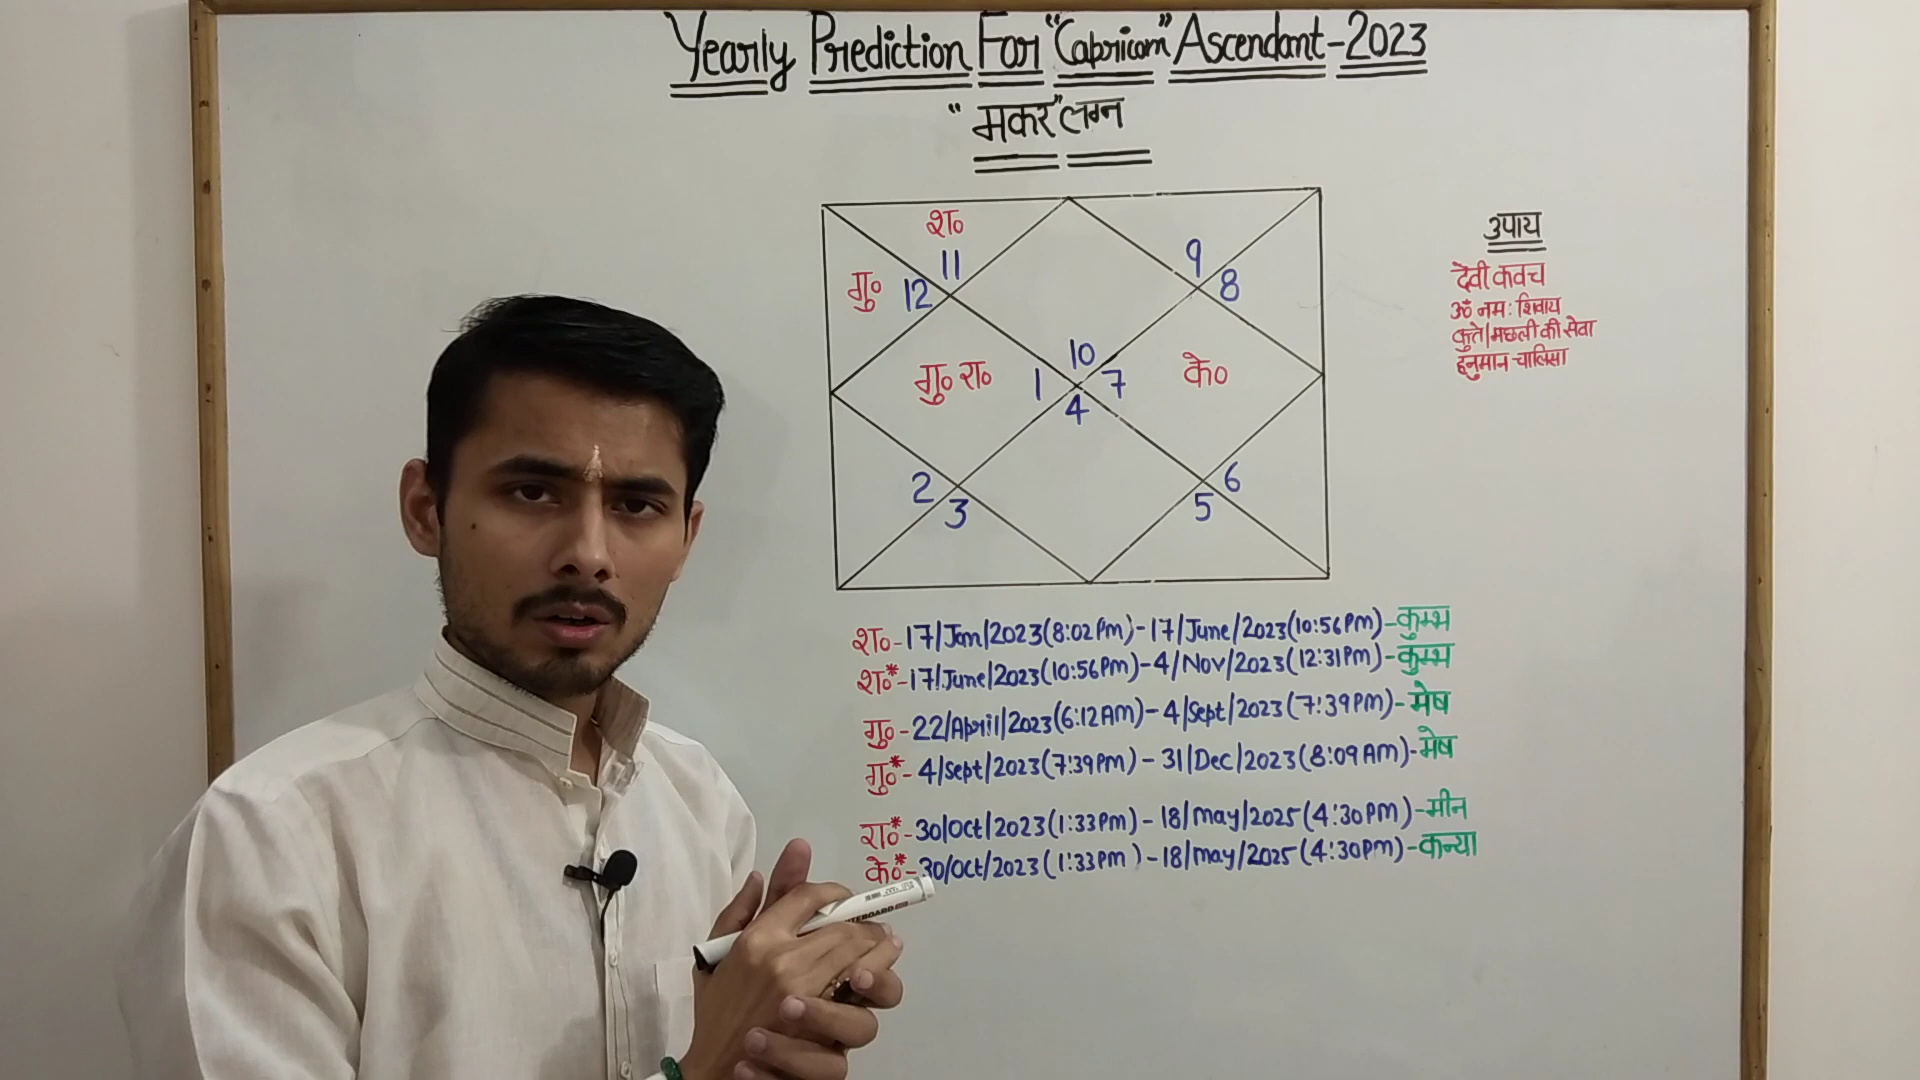 Yearly Prediction For "Capricorn" Ascendant-2023
"मकर" लग्न
श०
11
गु० 12
9
8
10
गु० रा० 1
7 के०
4
2
3
6
5
उपाय
देवी कवच
ॐ नमः शिवाय
कुत्ते/मछली की सेवा
हनुमान चालिसा
श०-17/Jan/2023(8:02Pm)-17/June/2023(10:56Pm)-कुम्भ
श०*-17/June/2023(10:56Pm)-4/Nov/2023(12:31Pm)-कुम्भ
गु०-22/April/2023(6:12AM)-4/Sept/2023(7:39PM)-मेष
गु०*-4/Sept/2023(7:39PM)-31/Dec/2023(8:09AM)-मेष
रा०*-30/Oct/2023(1:33Pm)-18/may/2025(4:30PM)-मीन
के०*-30/Oct/2023(1:33Pm)-18/may/2025(4:30PM)-कन्या